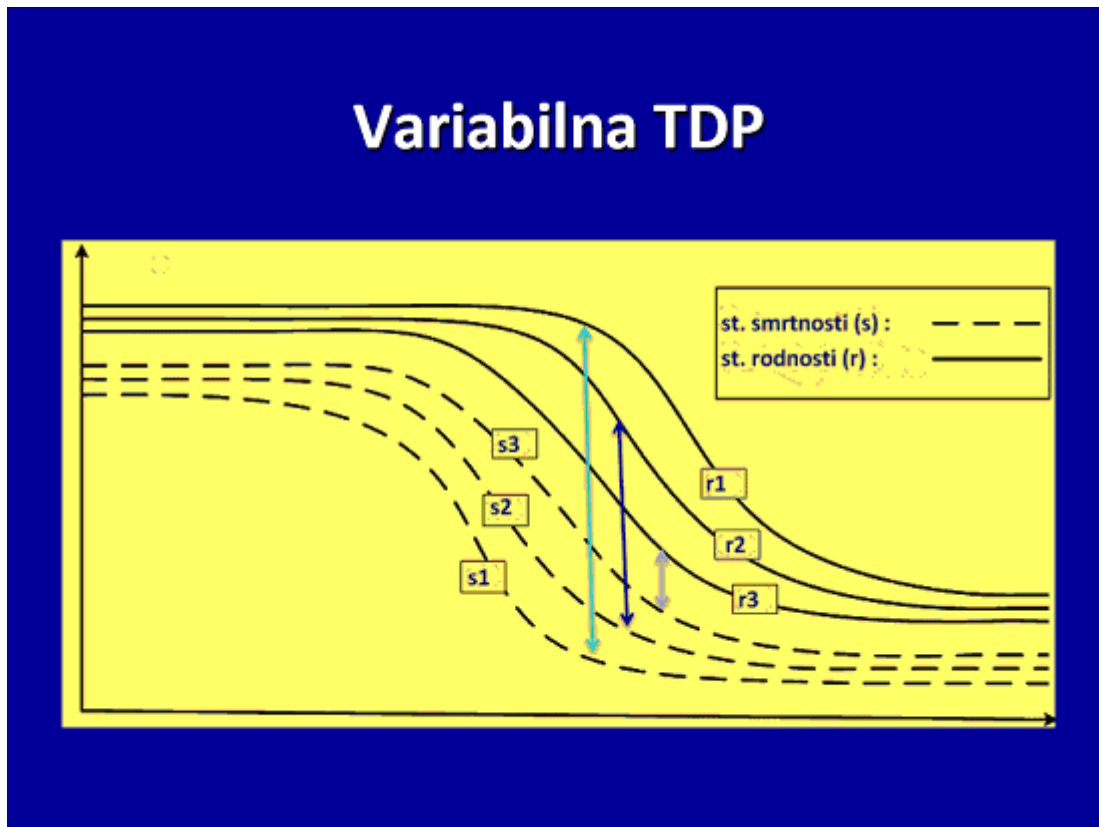 Variabilna TDP
st. smrtnosti (s) :
st. rodnosti (r) :
s3
s2
s1
r1
r2
r3